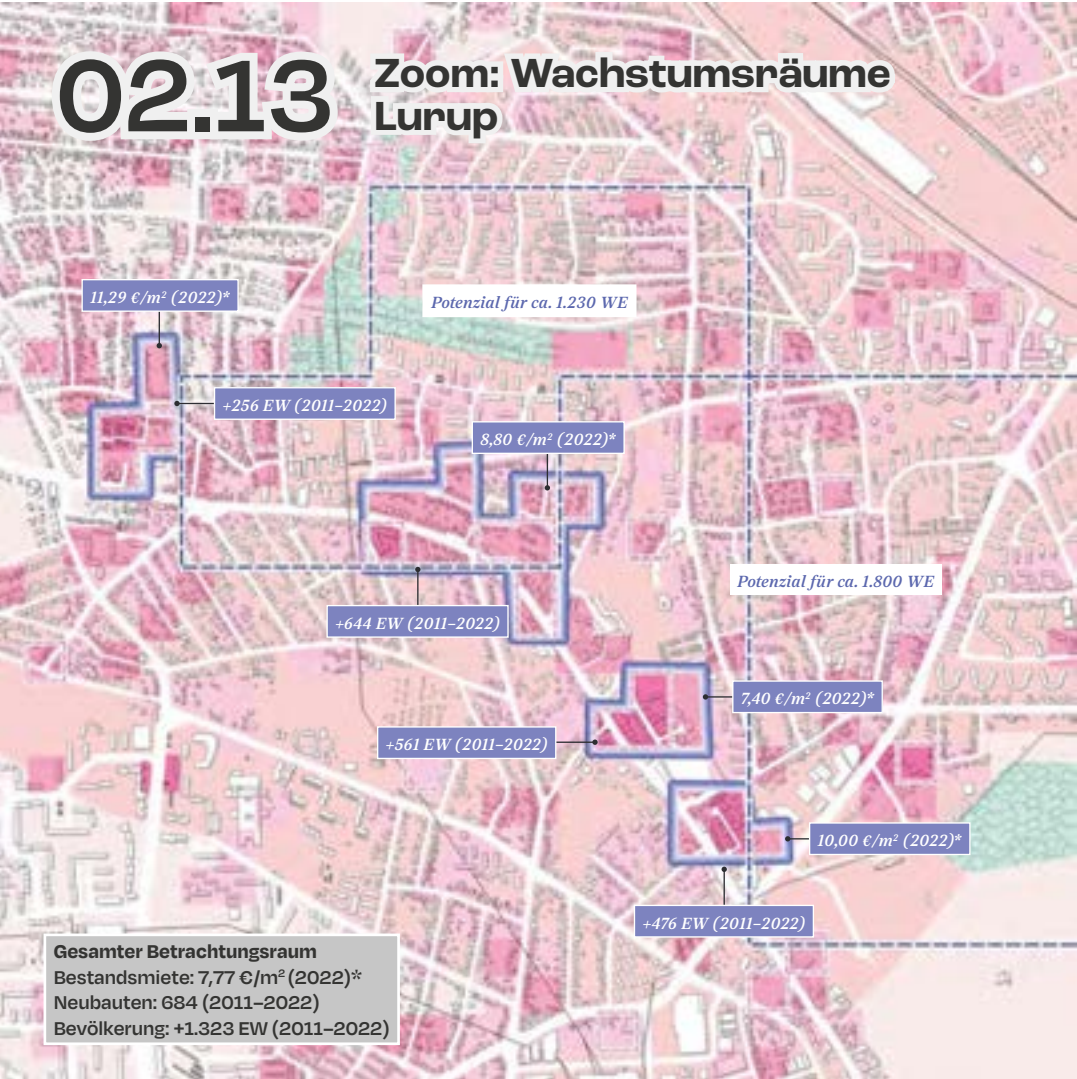 02.13
Zoom: Wachstumsräume
Lurup
11,29 €/m² (2022)*
Potenzial für ca. 1.230 WE
+256 EW (2011–2022)
8,80 €/m² (2022)*
Potenzial für ca. 1.800 WE
+644 EW (2011–2022)
7,40 €/m² (2022)*
+561 EW (2011–2022)
10,00 €/m² (2022)*
+476 EW (2011–2022)
Gesamter Betrachtungsraum
Bestandsmiete: 7,77 €/m² (2022)*
Neubauten: 684 (2011–2022)
Bevölkerung: +1.323 EW (2011–2022)